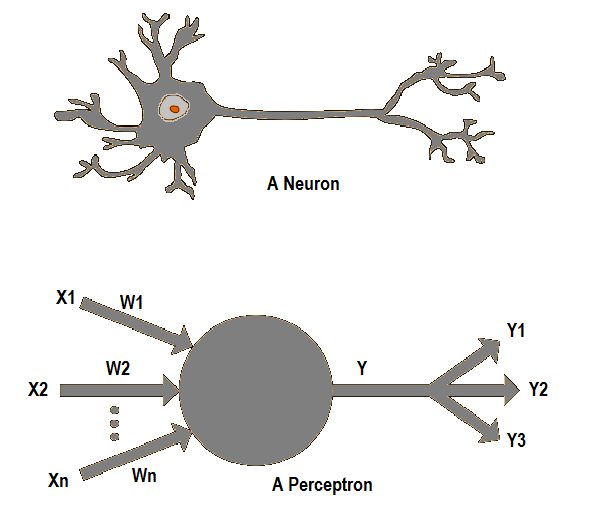 A Neuron
X1
W1
Y1
X2
W2
Y
Y2
Y3
Xn
Wn
A Perceptron